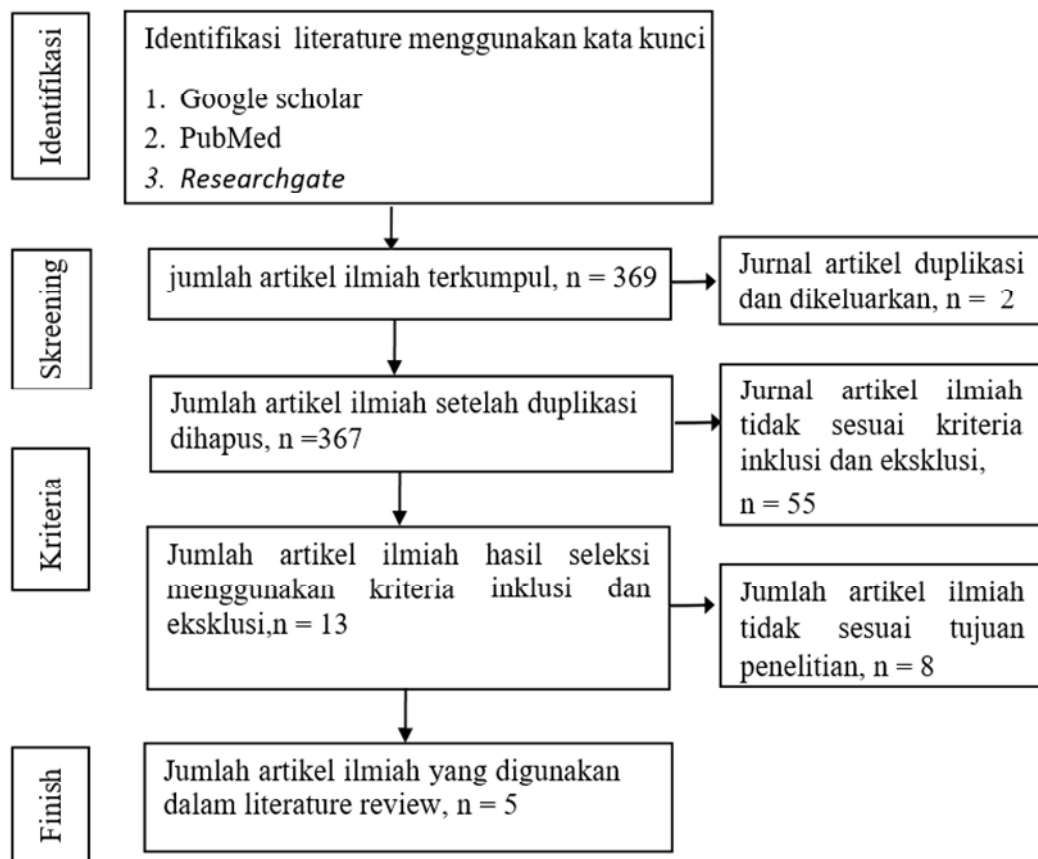 Identifikasi
Identifikasi literature menggunakan kata kunci
1. Google scholar
2. PubMed
3. Researchgate
Skreening
jumlah artikel ilmiah terkumpul, n = 369
Jurnal artikel duplikasi
dan dikeluarkan, n = 2
Jumlah artikel ilmiah setelah duplikasi
dihapus, n =367
Jurnal artikel ilmiah
tidak sesuai kriteria
inklusi dan eksklusi,
n = 55
Kriteria
Jumlah artikel ilmiah hasil seleksi
menggunakan kriteria inklusi dan
eksklusi,n = 13
Jumlah artikel ilmiah
tidak sesuai tujuan
penelitian, n = 8
Finish
Jumlah artikel ilmiah yang digunakan
dalam literature review, n = 5